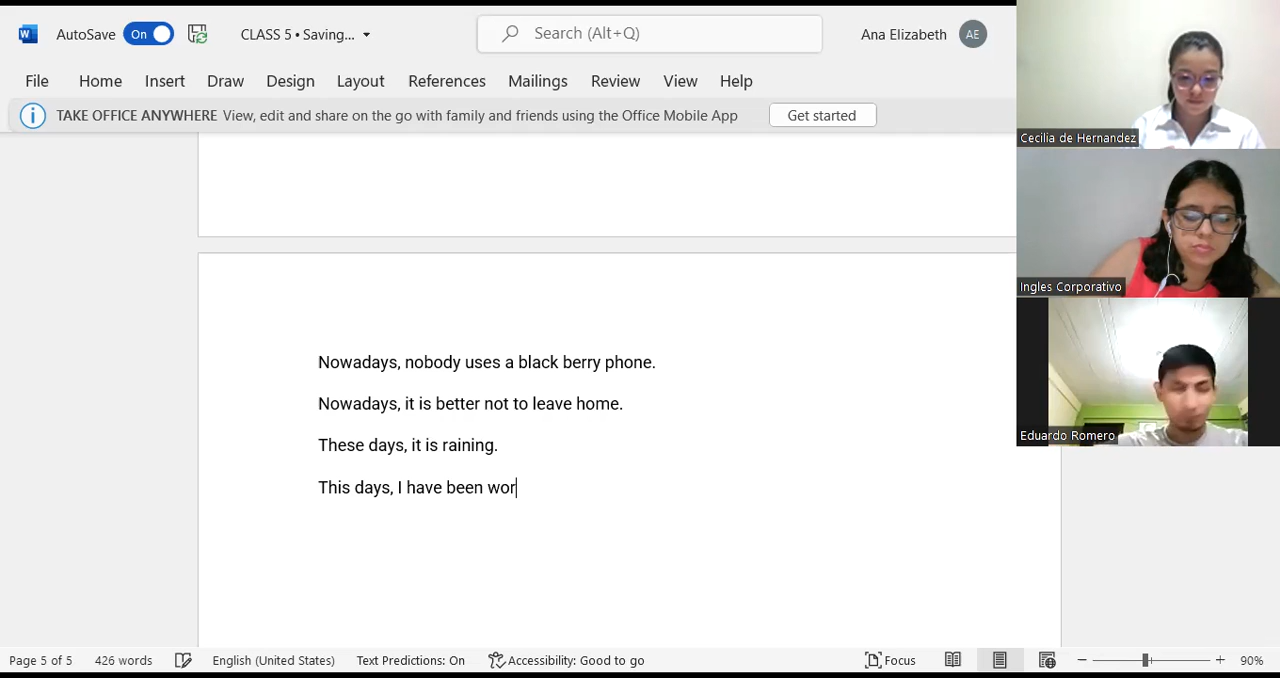 AutoSave On CLASS 5 • Saving... Search (Alt+Q) Ana Elizabeth AE
File Home Insert Draw Design Layout References Mailings Review View Help
TAKE OFFICE ANYWHERE View, edit and share on the go with family and friends using the Office Mobile App Get started
Cecilia de Hernandez
Ingles Corporativo
Eduardo Romero
Nowadays, nobody uses a black berry phone.
Nowadays, it is better not to leave home.
These days, it is raining.
This days, I have been wor
Page 5 of 5 426 words English (United States) Text Predictions: On Accessibility: Good to go Focus 90%